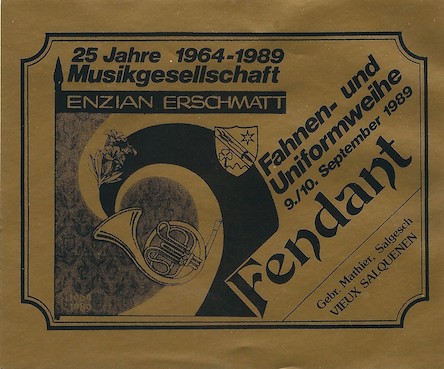 25 Jahre 1964-1989
Musikgesellschaft
ENZIAN ERSCHMATT
Fahnen- und
Uniformweihe
9./10. September 1989
Fendant
Gebr. Mathier, Salgesch
VIEUX SALQUENEN